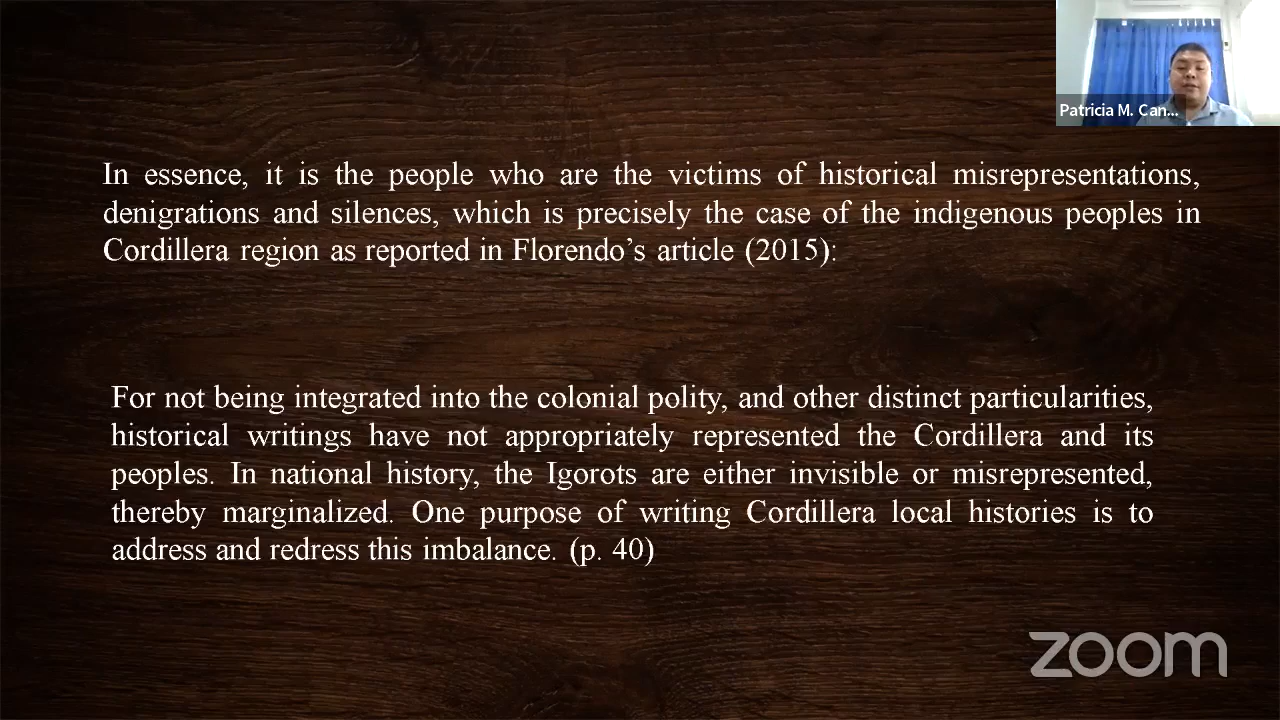 Patricia M. Can...
In essence, it is the people who are the victims of historical misrepresentations,
denigrations and silences, which is precisely the case of the indigenous peoples in
Cordillera region as reported in Florendo’s article (2015):
For not being integrated into the colonial polity, and other distinct particularities,
historical writings have not appropriately represented the Cordillera and its
peoples. In national history, the Igorots are either invisible or misrepresented,
thereby marginalized. One purpose of writing Cordillera local histories is to
address and redress this imbalance. (p. 40)
zoom